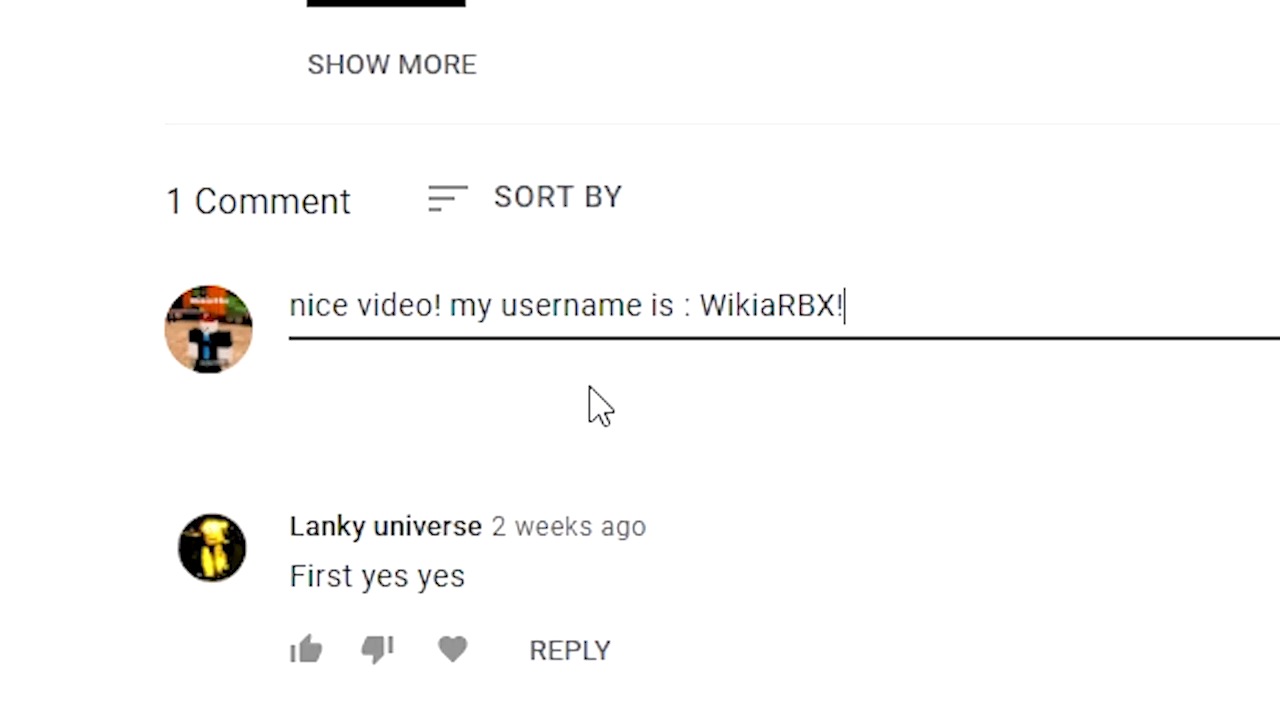 SHOW MORE
1 Comment SORT BY
nice video! my username is : WikiaRBX!
Lanky universe 2 weeks ago
First yes yes
REPLY